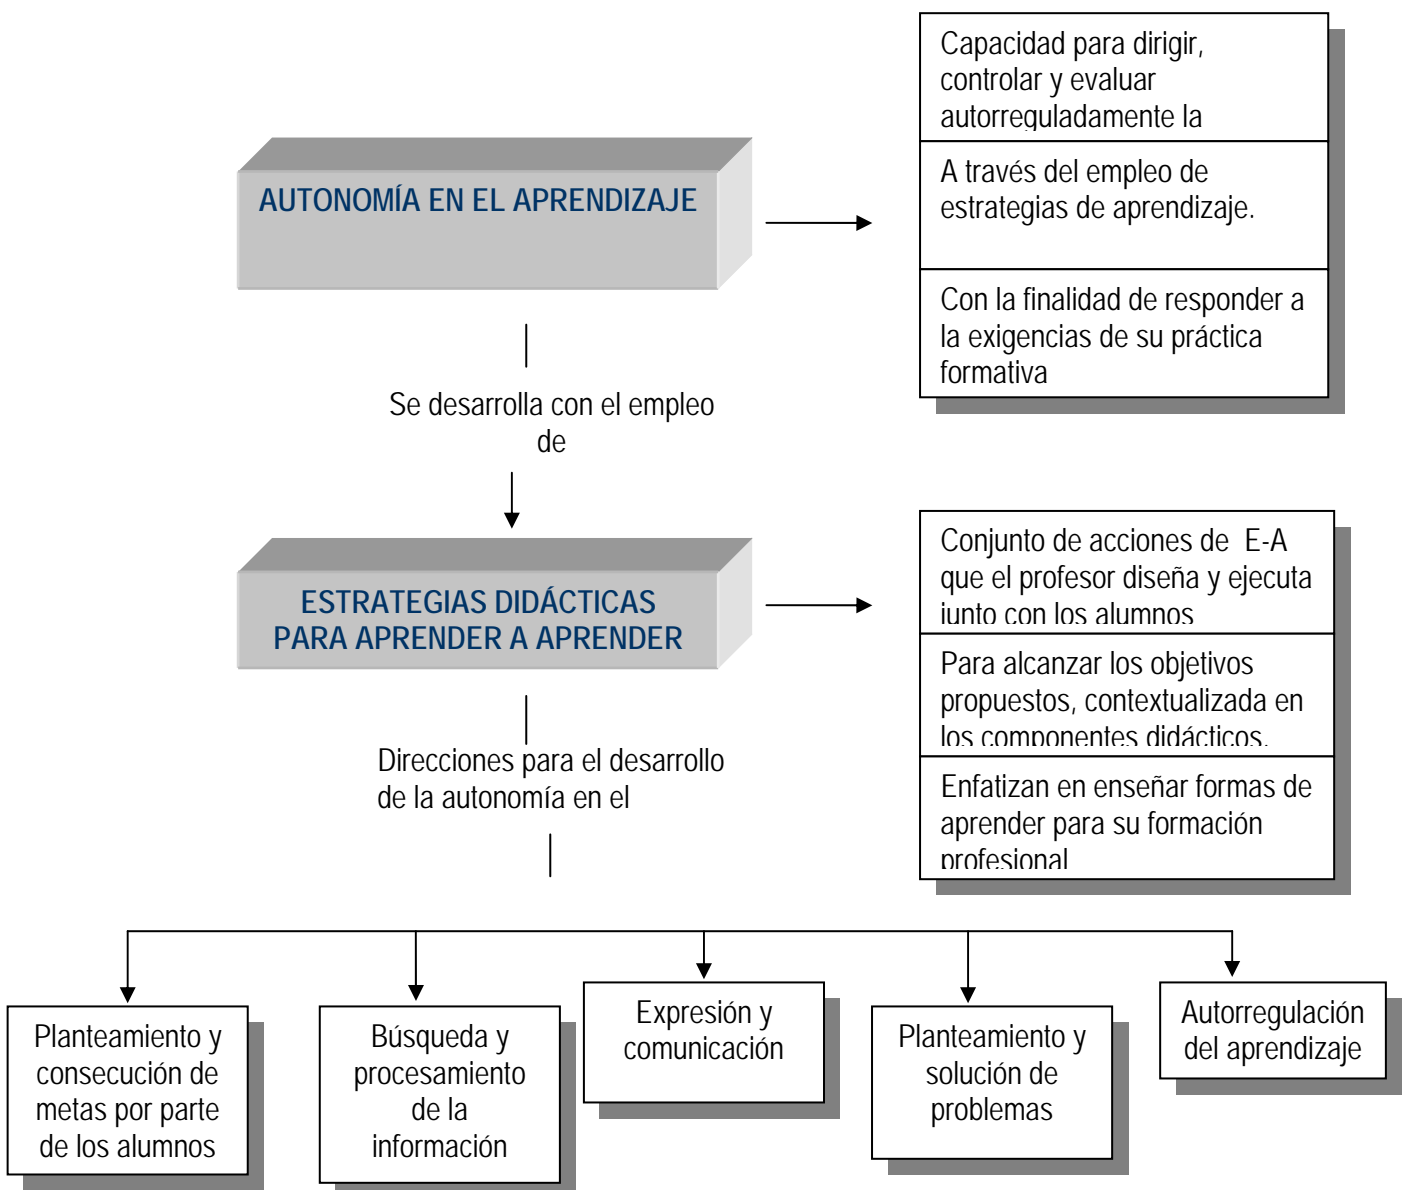 Capacidad para dirigir,
controlar y evaluar
autorreguladamente la
AUTONOMÍA EN EL APRENDIZAJE
A través del empleo de
estrategias de aprendizaje.
Con la finalidad de responder a
la exigencias de su práctica
formativa
Se desarrolla con el empleo
de
ESTRATEGIAS DIDÁCTICAS
PARA APRENDER A APRENDER
Conjunto de acciones de E-A
que el profesor diseña y ejecuta
junto con los alumnos
Para alcanzar los objetivos
propuestos, contextualizada en
los componentes didácticos.
Enfatizan en enseñar formas de
aprender para su formación
profesional
Direcciones para el desarrollo
de la autonomía en el
Planteamiento y
consecución de
metas por parte
de los alumnos
Búsqueda y
procesamiento
de la
información
Expresión y
comunicación
Planteamiento y
solución de
problemas
Autorregulación
del aprendizaje